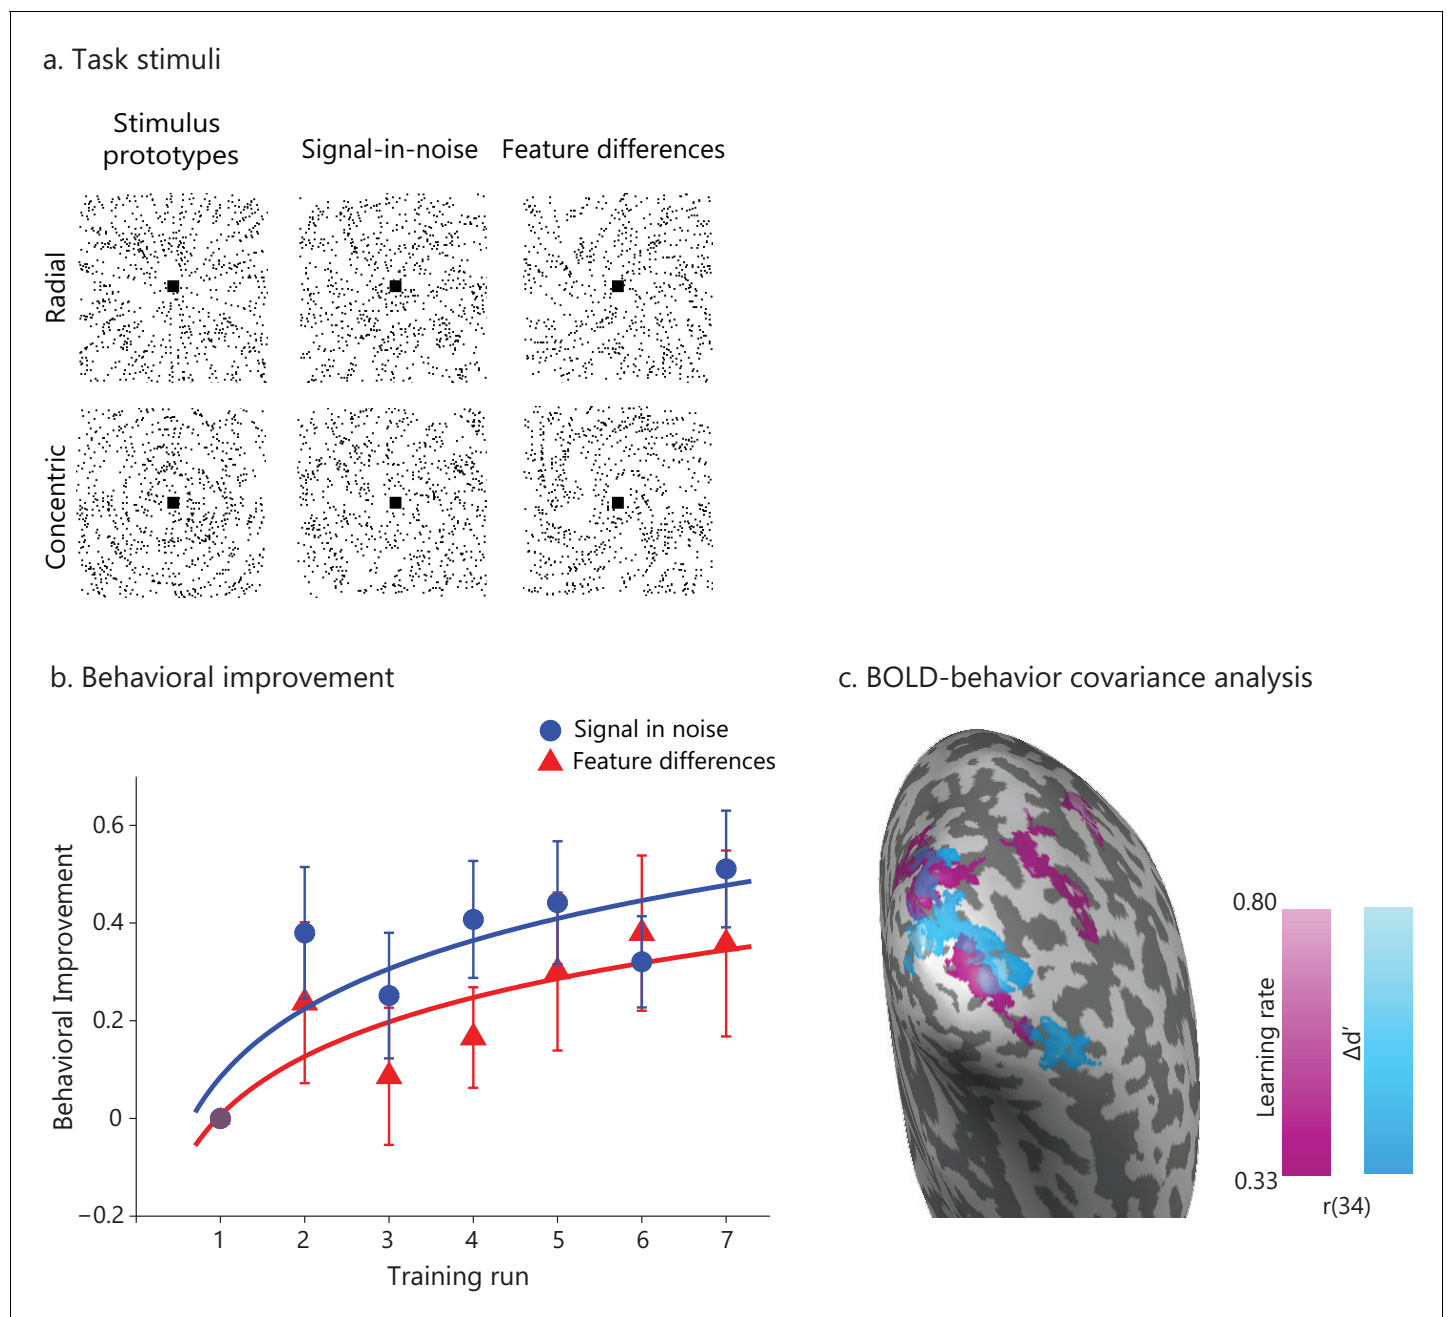 a. Task stimuli
Stimulus
prototypes
Signal-in-noise
Feature differences
Radial
Concentric
b. Behavioral improvement
Signal in noise
Feature differences
Behavioral Improvement
0.6
0.4
0.2
0
−0.2
1 2 3 4 5 6 7
Training run
c. BOLD-behavior covariance analysis
0.80
Learning rate
Δd′
0.33
r(34)